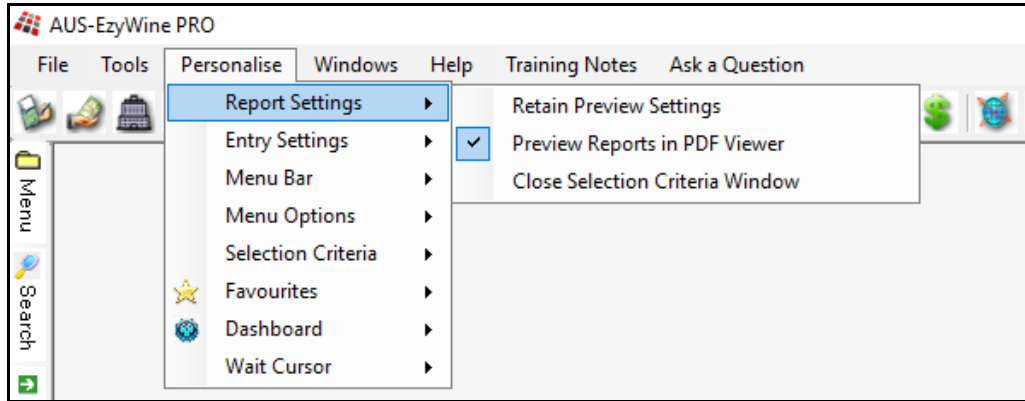 AUS-EzyWine PRO
File Tools Personalise Windows Help Training Notes Ask a Question
Menu
Search
Report Settings
Entry Settings
Menu Bar
Menu Options
Selection Criteria
Favourites
Dashboard
Wait Cursor
Retain Preview Settings
Preview Reports in PDF Viewer
Close Selection Criteria Window